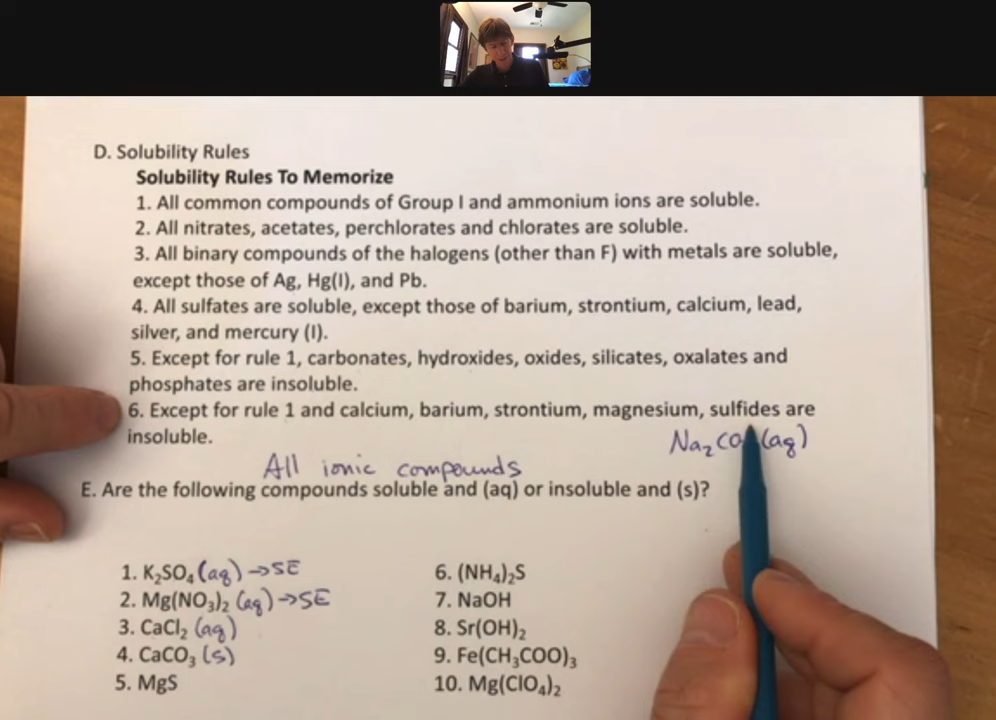 D. Solubility Rules
Solubility Rules To Memorize
1. All common compounds of Group I and ammonium ions are soluble.
2. All nitrates, acetates, perchlorates and chlorates are soluble.
3. All binary compounds of the halogens (other than F) with metals are soluble,
except those of Ag, Hg(I), and Pb.
4. All sulfates are soluble, except those of barium, strontium, calcium, lead,
silver, and mercury (I).
5. Except for rule 1, carbonates, hydroxides, oxides, silicates, oxalates and
phosphates are insoluble.
6. Except for rule 1 and calcium, barium, strontium, magnesium, sulfides are
insoluble.
Na₂CO (aq)
All ionic compounds
E. Are the following compounds soluble and (aq) or insoluble and (s)?
1. K₂SO₄ (aq) →SE
2. Mg(NO₃)₂ (aq) →SE
3. CaCl₂ (aq)
4. CaCO₃ (s)
5. MgS
6. (NH₄)₂S
7. NaOH
8. Sr(OH)₂
9. Fe(CH₃COO)₃
10. Mg(ClO₄)₂